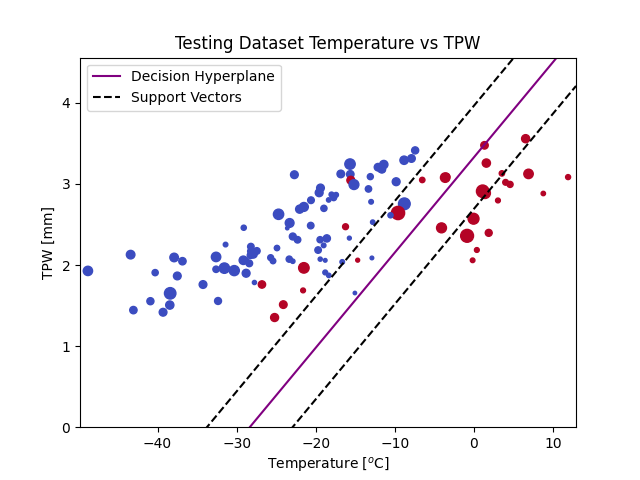 Testing Dataset Temperature vs TPW
Decision Hyperplane
Support Vectors
TPW [mm]
4
3
2
1
0
−40 −30 −20 −10 0 10
Temperature [°C]